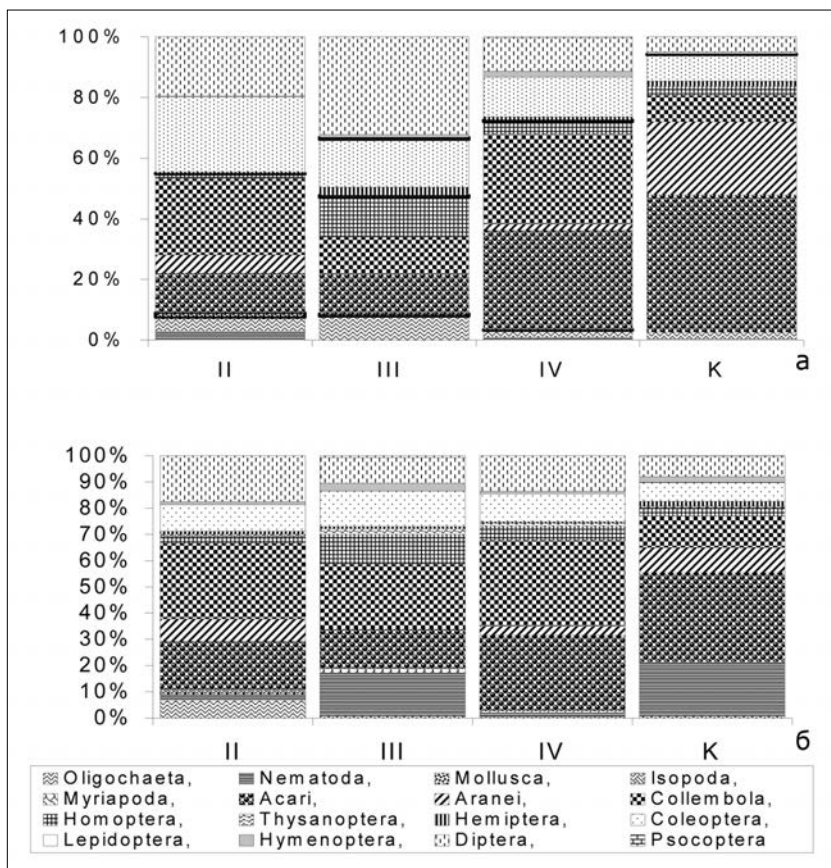 100%
80%
60%
40%
20%
0%
II III IV K
а
100%
90%
80%
70%
60%
50%
40%
30%
20%
10%
0%
II III IV K
б
Oligochaeta, Nematoda, Mollusca, Isopoda,
Myriapoda, Acari, Aranei, Collembola,
Homoptera, Thysanoptera, Hemiptera, Coleoptera,
Lepidoptera, Hymenoptera, Diptera, Psocoptera